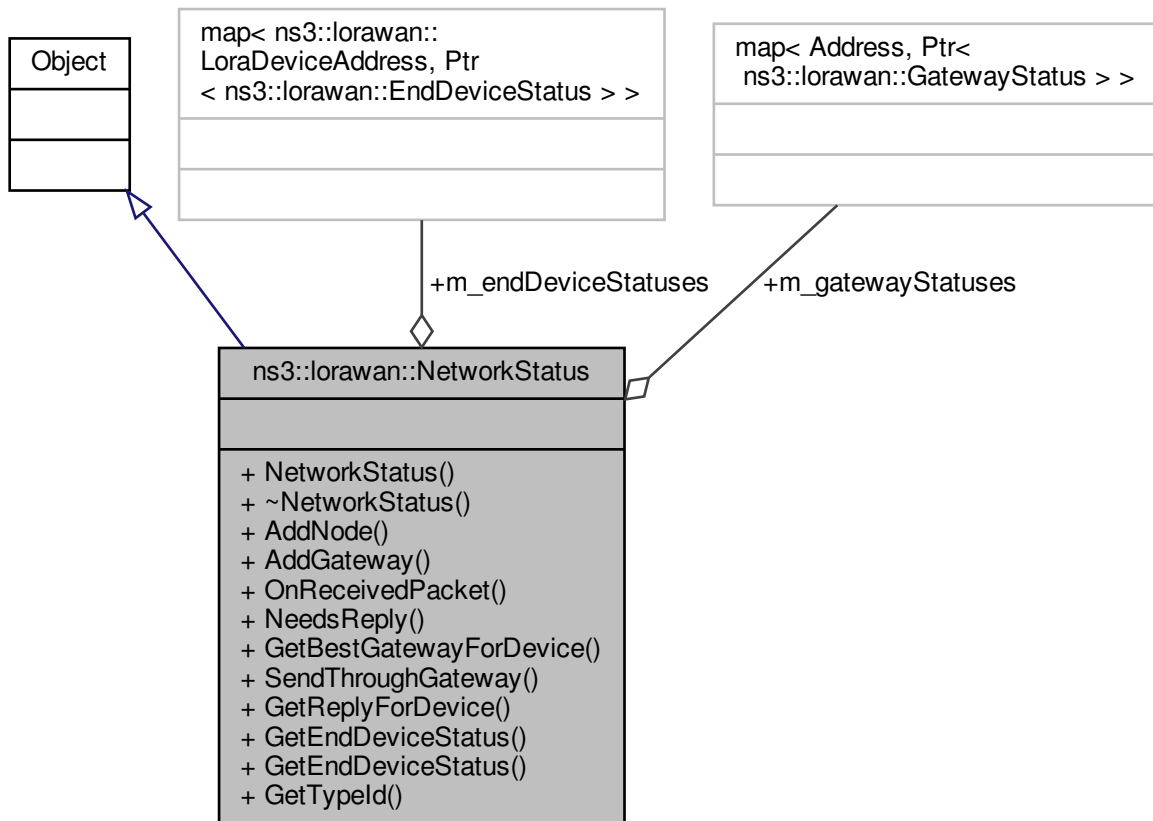 Object
map< ns3::lorawan::
LoraDeviceAddress, Ptr
< ns3::lorawan::EndDeviceStatus > >
map< Address, Ptr<
ns3::lorawan::GatewayStatus > >
+m_endDeviceStatuses
+m_gatewayStatuses
ns3::lorawan::NetworkStatus
+ NetworkStatus()
+ ~NetworkStatus()
+ AddNode()
+ AddGateway()
+ OnReceivedPacket()
+ NeedsReply()
+ GetBestGatewayForDevice()
+ SendThroughGateway()
+ GetReplyForDevice()
+ GetEndDeviceStatus()
+ GetEndDeviceStatus()
+ GetTypeId()